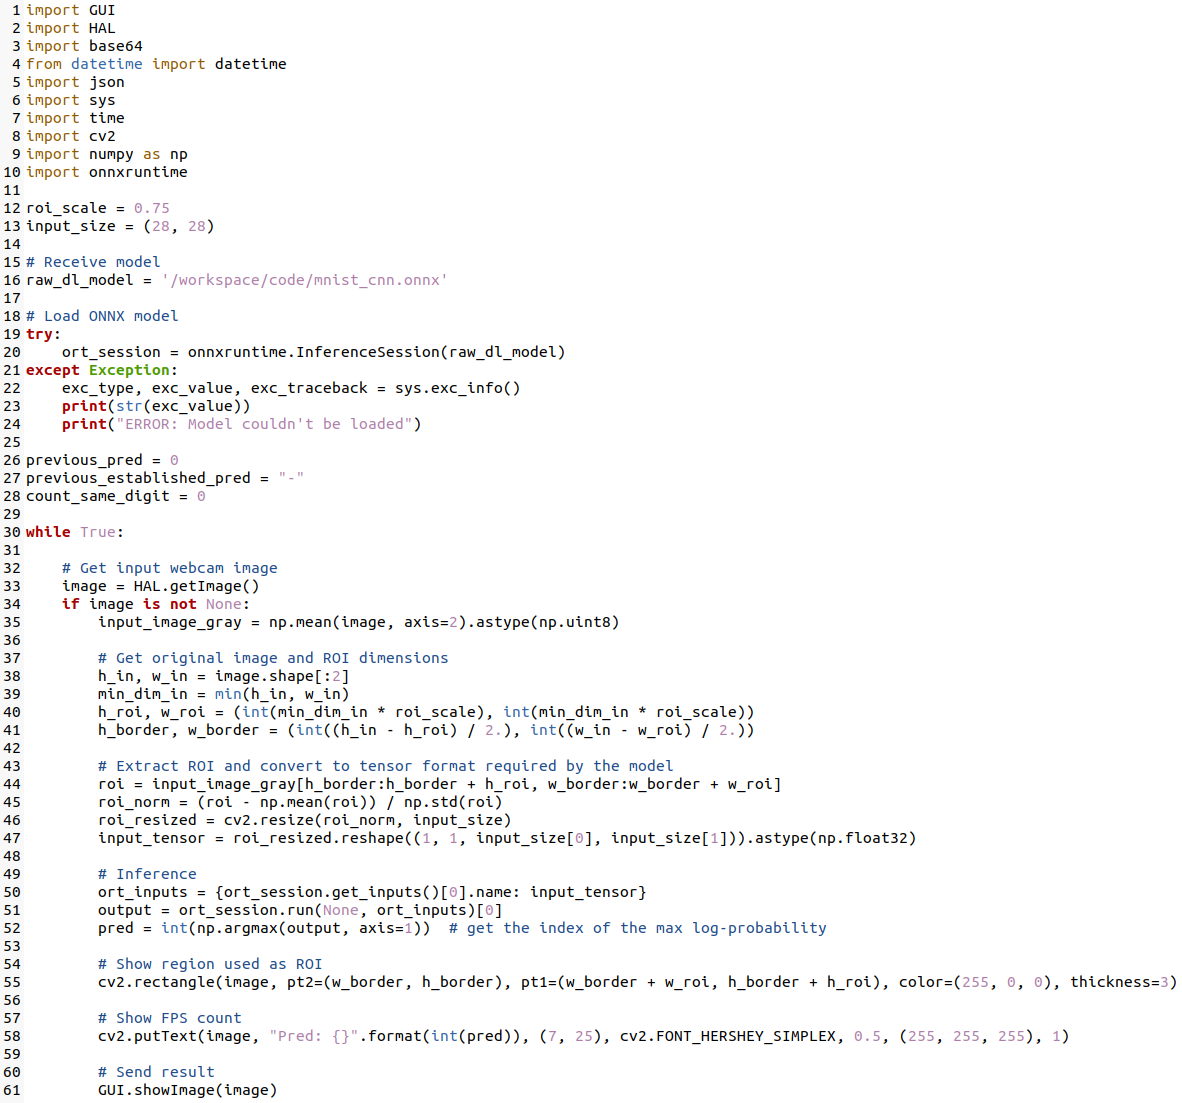 1 import GUI
2 import HAL
3 import base64
4 from datetime import datetime
5 import json
6 import sys
7 import time
8 import cv2
9 import numpy as np
10 import onnxruntime
11
12 roi_scale = 0.75
13 input_size = (28, 28)
14
15 # Receive model
16 raw_dl_model = '/workspace/code/mnist_cnn.onnx'
17
18 # Load ONNX model
19 try:
20     ort_session = onnxruntime.InferenceSession(raw_dl_model)
21 except Exception:
22     exc_type, exc_value, exc_traceback = sys.exc_info()
23     print(str(exc_value))
24     print("ERROR: Model couldn't be loaded")
25
26 previous_pred = 0
27 previous_established_pred = "-"
28 count_same_digit = 0
29
30 while True:
31
32     # Get input webcam image
33     image = HAL.getImage()
34     if image is not None:
35         input_image_gray = np.mean(image, axis=2).astype(np.uint8)
36
37         # Get original image and ROI dimensions
38         h_in, w_in = image.shape[:2]
39         min_dim_in = min(h_in, w_in)
40         h_roi, w_roi = (int(min_dim_in * roi_scale), int(min_dim_in * roi_scale))
41         h_border, w_border = (int((h_in - h_roi) / 2.), int((w_in - w_roi) / 2.))
42
43         # Extract ROI and convert to tensor format required by the model
44         roi = input_image_gray[h_border:h_border + h_roi, w_border:w_border + w_roi]
45         roi_norm = (roi - np.mean(roi)) / np.std(roi)
46         roi_resized = cv2.resize(roi_norm, input_size)
47         input_tensor = roi_resized.reshape((1, 1, input_size[0], input_size[1])).astype(np.float32)
48
49         # Inference
50         ort_inputs = {ort_session.get_inputs()[0].name: input_tensor}
51         output = ort_session.run(None, ort_inputs)[0]
52         pred = int(np.argmax(output, axis=1))  # get the index of the max log-probability
53
54         # Show region used as ROI
55         cv2.rectangle(image, pt2=(w_border, h_border), pt1=(w_border + w_roi, h_border + h_roi), color=(255, 0, 0), thickness=3)
56
57         # Show FPS count
58         cv2.putText(image, "Pred: {}".format(int(pred)), (7, 25), cv2.FONT_HERSHEY_SIMPLEX, 0.5, (255, 255, 255), 1)
59
60         # Send result
61         GUI.showImage(image)